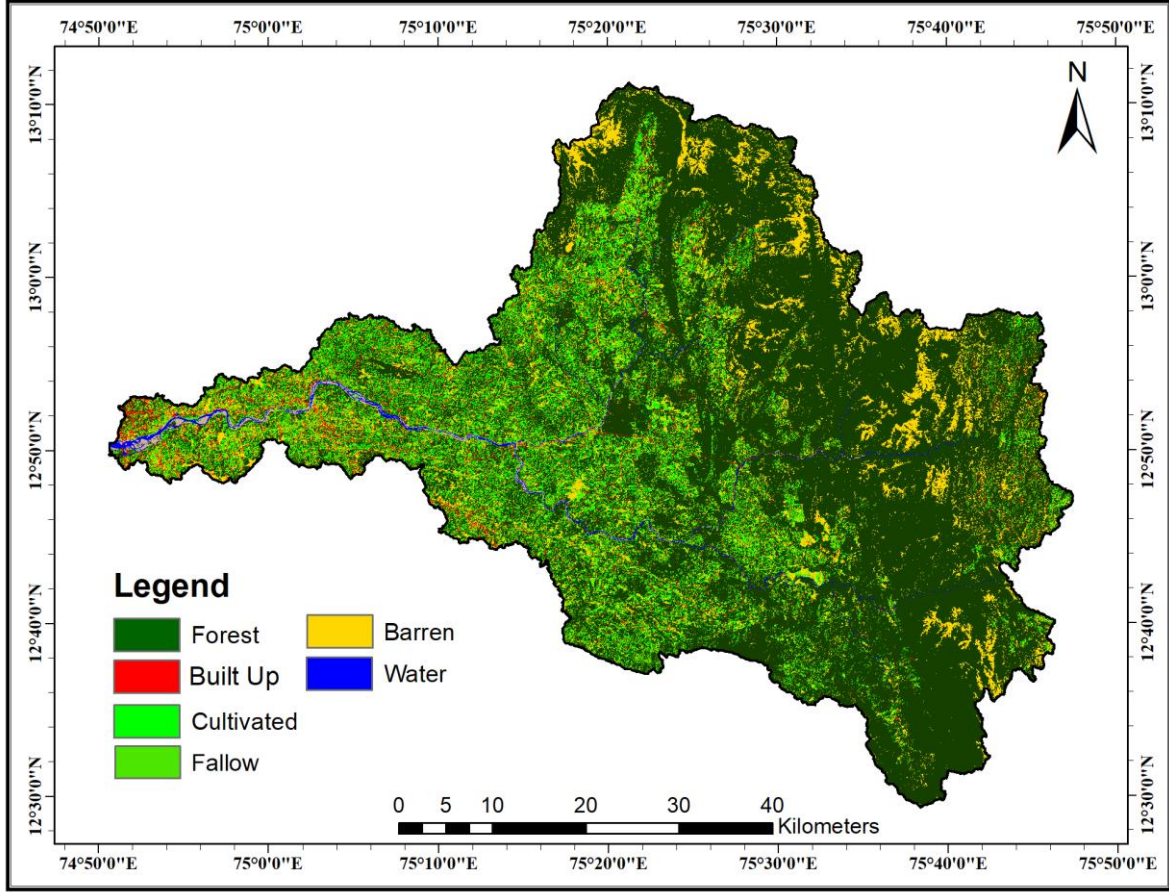 74°50'0"E 75°0'0"E 75°10'0"E 75°20'0"E 75°30'0"E 75°40'0"E 75°50'0"E
N
13°10'0"N 13°10'0"N
13°0'0"N 13°0'0"N
12°50'0"N 12°50'0"N
12°40'0"N 12°40'0"N
12°30'0"N 12°30'0"N
Legend
Forest
Built Up
Cultivated
Fallow
Barren
Water
0 5 10 20 30 40
Kilometers
74°50'0"E 75°0'0"E 75°10'0"E 75°20'0"E 75°30'0"E 75°40'0"E 75°50'0"E